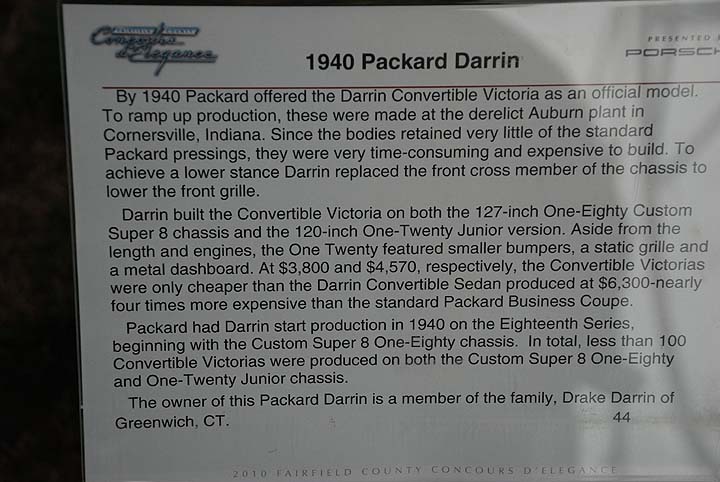 FAIRFIELD COUNTY
Concours
d'Elegance
PRESENTED
PORSCH
1940 Packard Darrin
By 1940 Packard offered the Darrin Convertible Victoria as an official model.
To ramp up production, these were made at the derelict Auburn plant in
Cornersville, Indiana. Since the bodies retained very little of the standard
Packard pressings, they were very time-consuming and expensive to build. To
achieve a lower stance Darrin replaced the front cross member of the chassis to
lower the front grille.
Darrin built the Convertible Victoria on both the 127-inch One-Eighty Custom
Super 8 chassis and the 120-inch One-Twenty Junior version. Aside from the
length and engines, the One Twenty featured smaller bumpers, a static grille and
a metal dashboard. At $3,800 and $4,570, respectively, the Convertible Victorias
were only cheaper than the Darrin Convertible Sedan produced at $6,300-nearly
four times more expensive than the standard Packard Business Coupe.
Packard had Darrin start production in 1940 on the Eighteenth Series,
beginning with the Custom Super 8 One-Eighty chassis. In total, less than 100
Convertible Victorias were produced on both the Custom Super 8 One-Eighty
and One-Twenty Junior chassis.
The owner of this Packard Darrin is a member of the family, Drake Darrin of
Greenwich, CT.
44
2010 FAIRFIELD COUNTY CONCOURS D'ELEGANCE